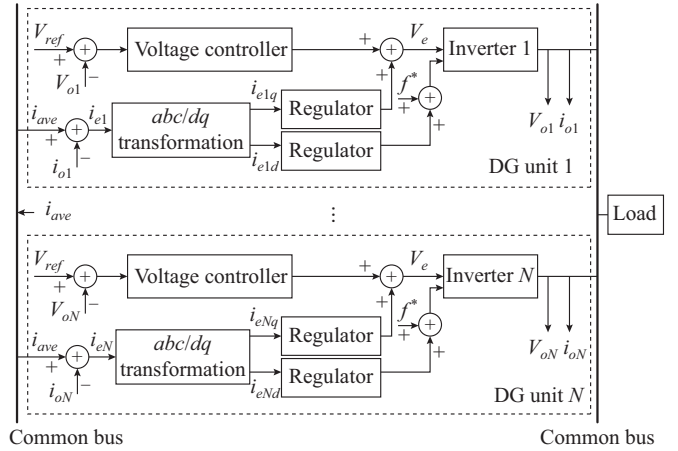 V_ref
+
−
V_o1
Voltage controller
+
V_e
+
Inverter 1
i_ave
+
i_e1
−
i_o1
abc/dq
transformation
i_e1q
Regulator
i_e1d
Regulator
f*
+
+
V_o1 i_o1
DG unit 1
i_ave
⋮
Load
V_ref
+
−
V_oN
Voltage controller
+
V_e
+
Inverter N
i_ave
+
i_eN
−
i_oN
abc/dq
transformation
i_eNq
Regulator
i_eNd
Regulator
f*
+
+
V_oN i_oN
DG unit N
Common bus
Common bus